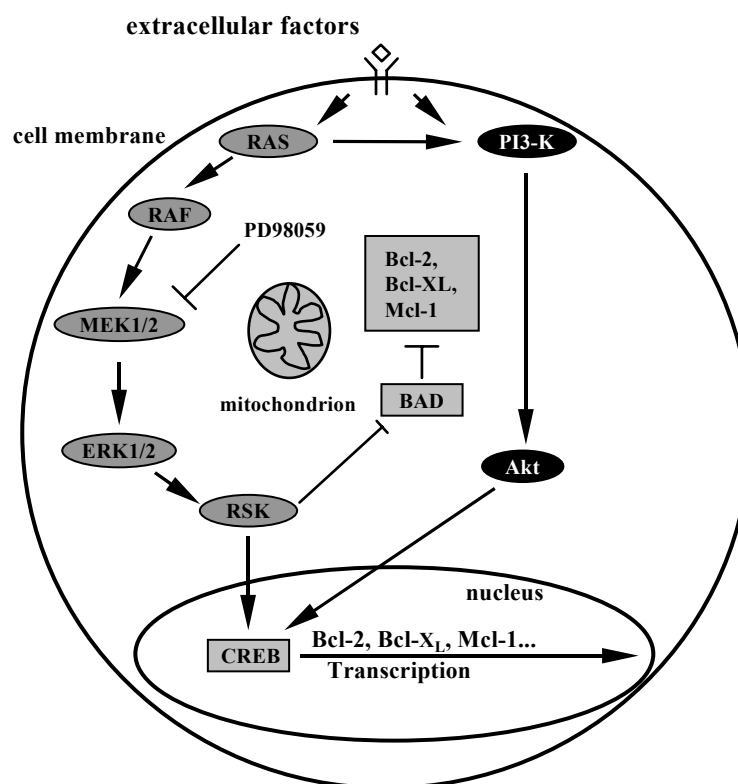 extracellular factors
cell membrane
RAS
PI3-K
RAF
PD98059
Bcl-2,
Bcl-XL,
Mcl-1
MEK1/2
mitochondrion
BAD
ERK1/2
Akt
RSK
nucleus
Bcl-2, Bcl-XL, Mcl-1...
CREB
Transcription